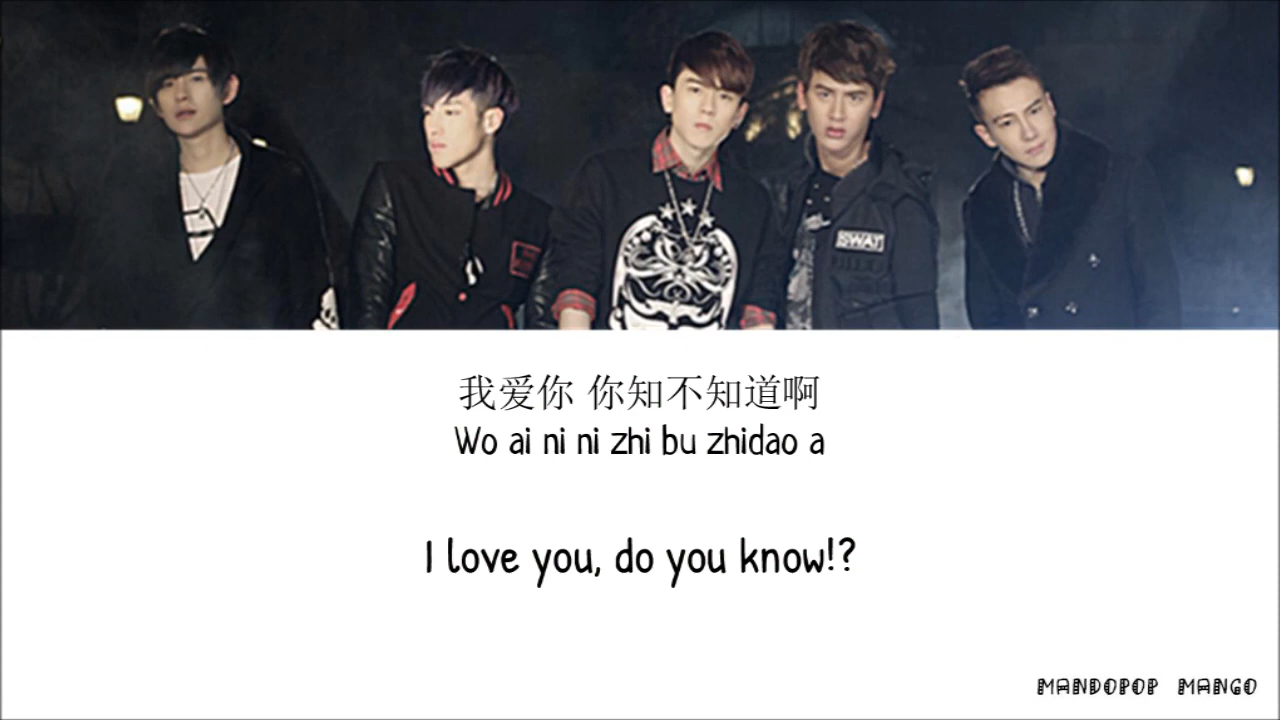 SWAT
我爱你 你知不知道啊
Wo ai ni ni zhi bu zhidao a
I love you, do you know!?
MANDOPOP MANGO